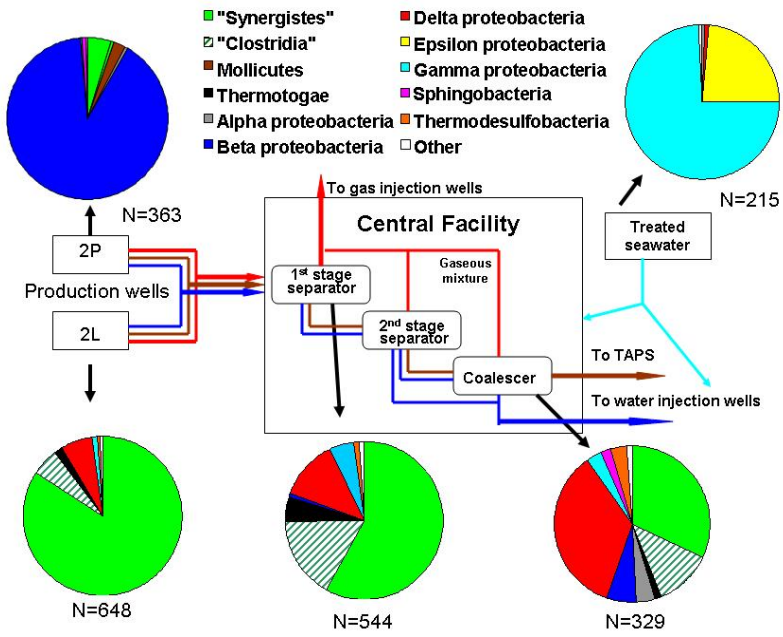 "Synergistes"
"Clostridia"
Mollicutes
Thermotogae
Alpha proteobacteria
Beta proteobacteria
Delta proteobacteria
Epsilon proteobacteria
Gamma proteobacteria
Sphingobacteria
Thermodesulfobacteria
Other
N=363
N=215
To gas injection wells
Central Facility
Treated
seawater
2P
Production wells
2L
Gaseous
mixture
1st stage
separator
2nd stage
separator
Coalescer
To TAPS
To water injection wells
N=648
N=544
N=329